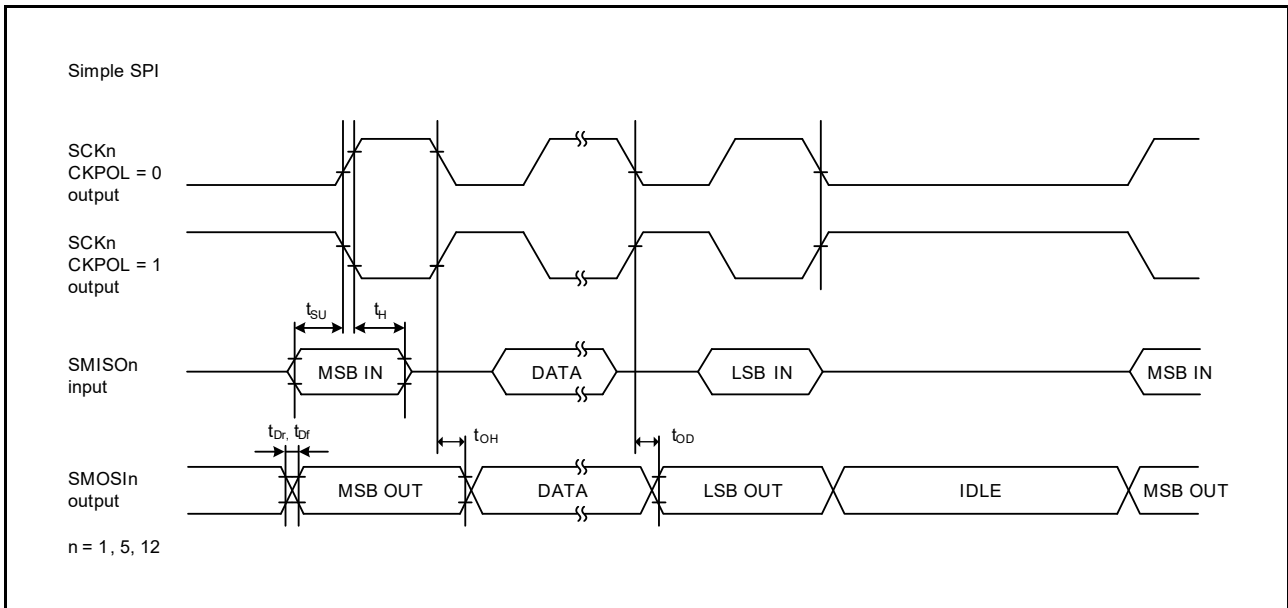 Simple SPI
SCKn
CKPOL = 0
output
SCKn
CKPOL = 1
output
tSU
tH
SMISOn
input
MSB IN
DATA
LSB IN
MSB IN
tDr, tDf
tOH
tOD
SMOSIn
output
MSB OUT
DATA
LSB OUT
IDLE
MSB OUT
n = 1, 5, 12